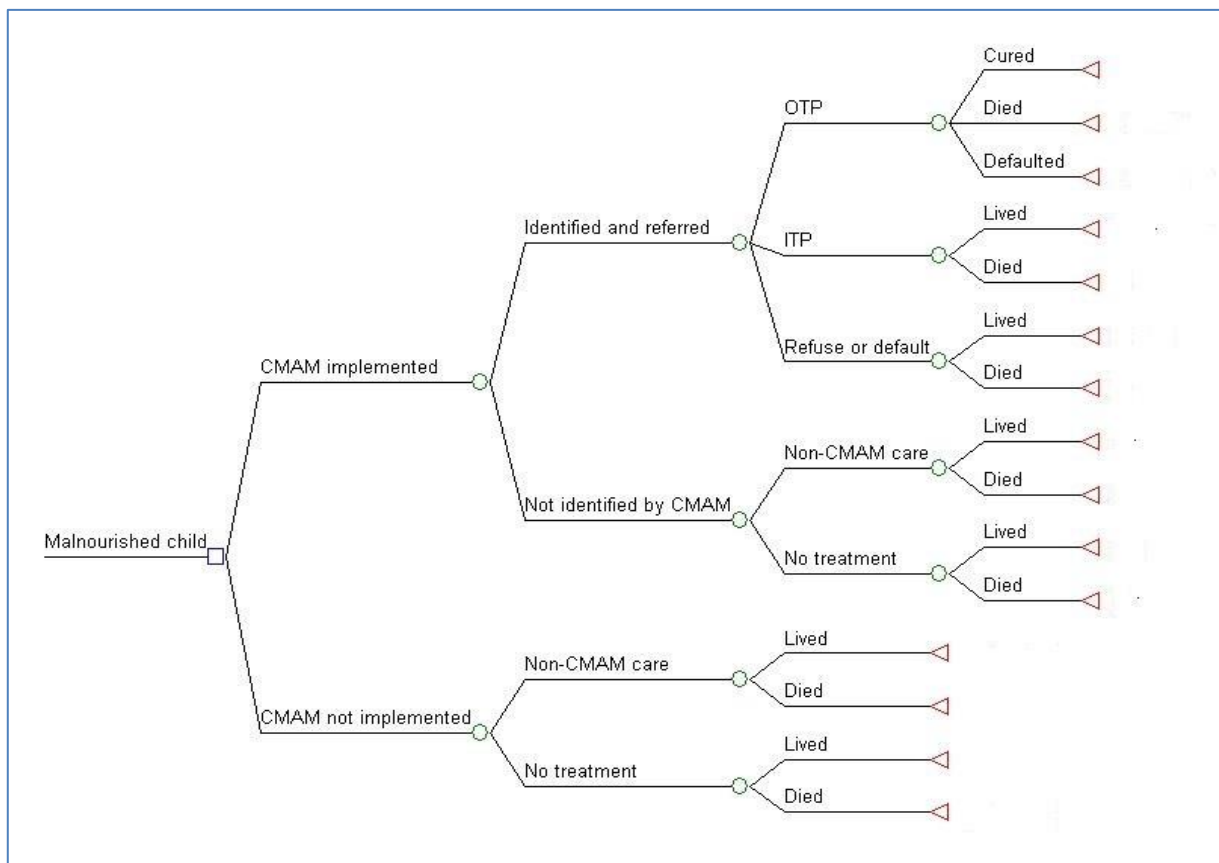 Cured
Died
OTP
Defaulted
Lived
Identified and referred
ITP
Died
Lived
Refuse or default
Died
CMAM implemented
Lived
Non-CMAM care
Died
Not identified by CMAM
Lived
No treatment
Died
Malnourished child
Lived
Non-CMAM care
Died
CMAM not implemented
Lived
No treatment
Died